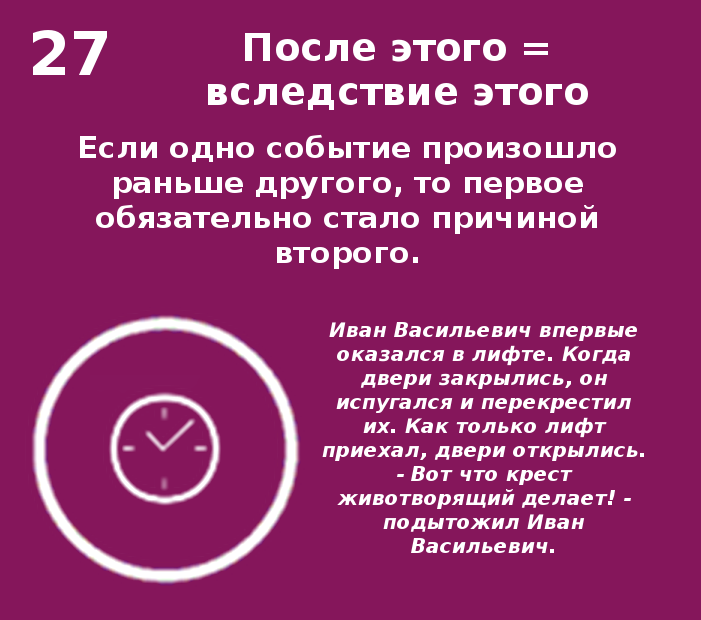 27
После этого =
вследствие этого
Если одно событие произошло
раньше другого, то первое
обязательно стало причиной
второго.
Иван Васильевич впервые
оказался в лифте. Когда
двери закрылись, он
испугался и перекрестил
их. Как только лифт
приехал, двери открылись.
- Вот что крест
животворящий делает! -
подытожил Иван
Васильевич.